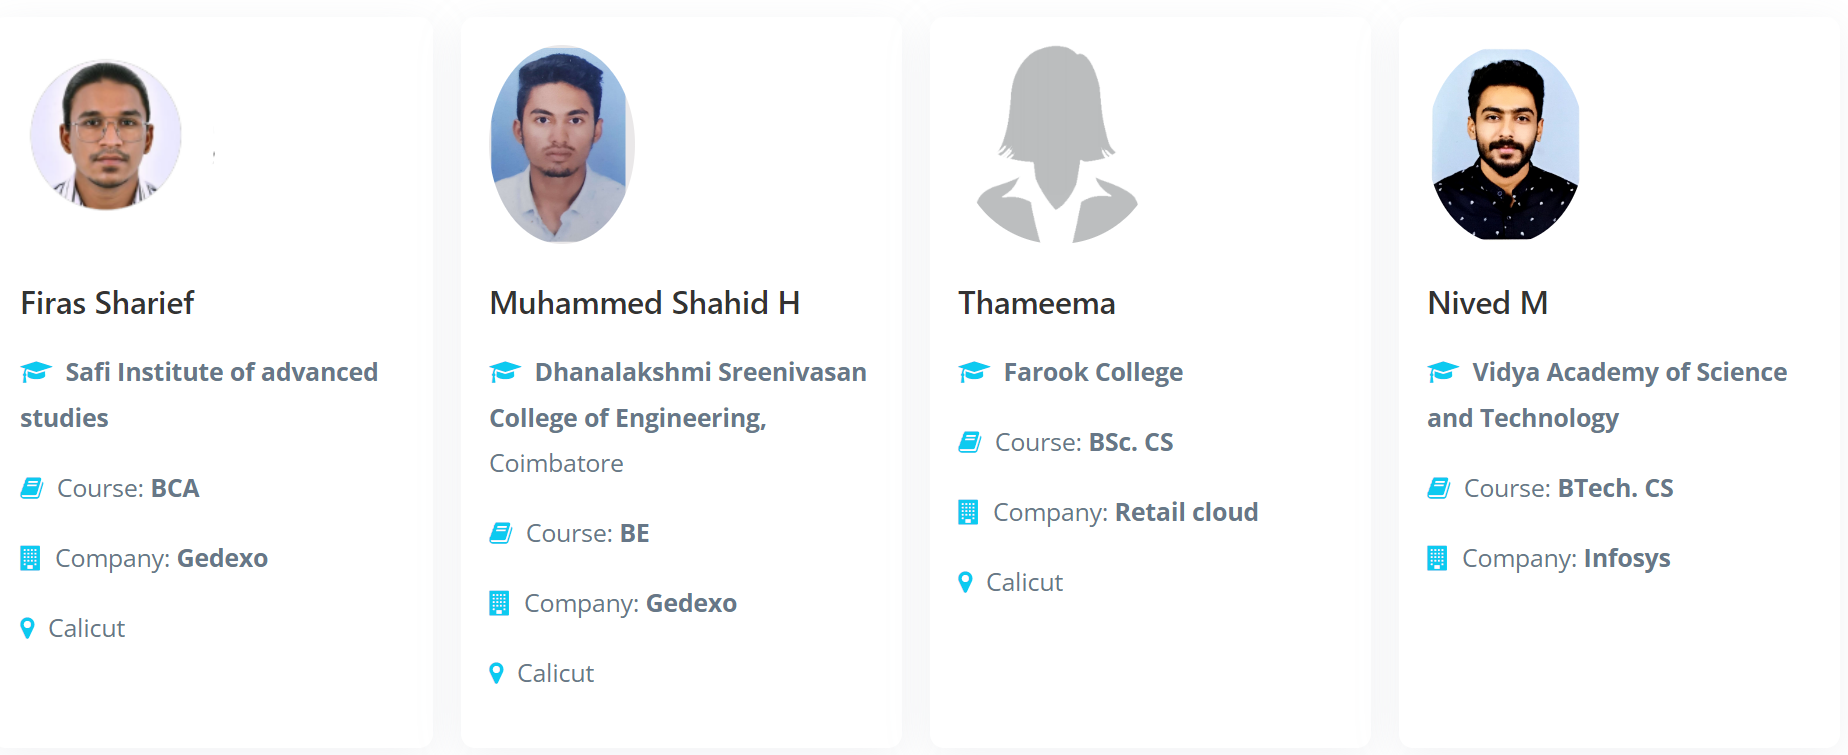 Firas Sharief
Safi Institute of advanced
studies
Course: BCA
Company: Gedexo
Calicut
Muhammed Shahid H
Dhanalakshmi Sreenivasan
College of Engineering,
Coimbatore
Course: BE
Company: Gedexo
Calicut
Thameema
Farook College
Course: BSc. CS
Company: Retail cloud
Calicut
Nived M
Vidya Academy of Science
and Technology
Course: BTech. CS
Company: Infosys